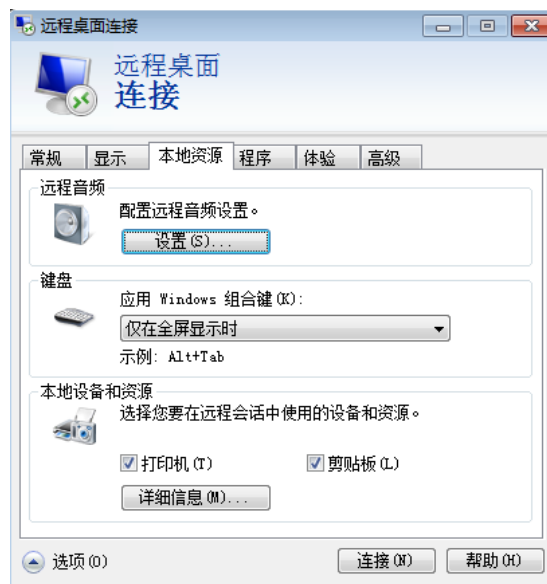 远程桌面连接
远程桌面
连接
常规 显示 本地资源 程序 体验 高级
远程音频
配置远程音频设置。
设置(S)...
键盘
应用 Windows 组合键(K):
仅在全屏显示时
示例: Alt+Tab
本地设备和资源
选择您要在远程会话中使用的设备和资源。
打印机(T) 剪贴板(L)
详细信息(M)...
选项(O) 连接(N) 帮助(H)